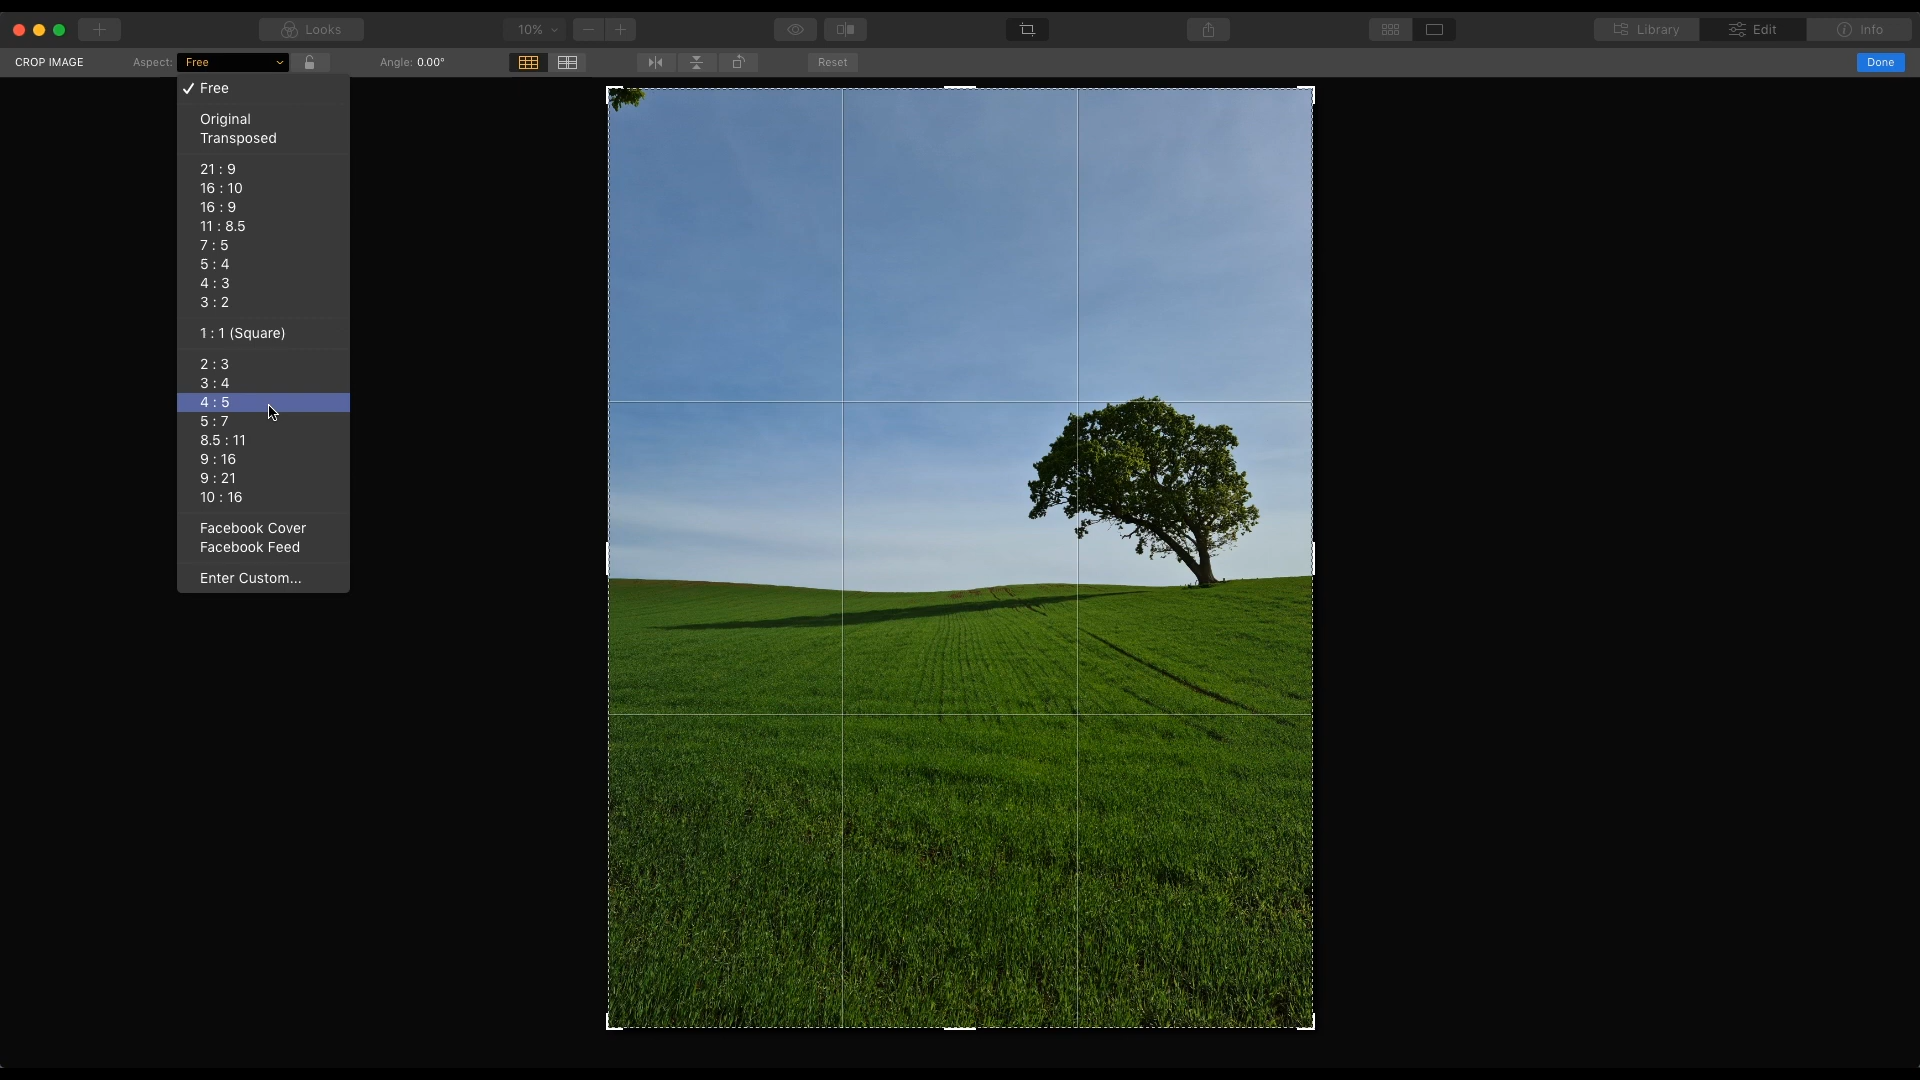 Looks
10%
Library
Edit
Info
CROP IMAGE
Aspect:
Free
Angle: 0.00°
Reset
Done
Free
Original
Transposed
21 : 9
16 : 10
16 : 9
11 : 8.5
7 : 5
5 : 4
4 : 3
3 : 2
1 : 1 (Square)
2 : 3
3 : 4
4 : 5
5 : 7
8.5 : 11
9 : 16
9 : 21
10 : 16
Facebook Cover
Facebook Feed
Enter Custom...